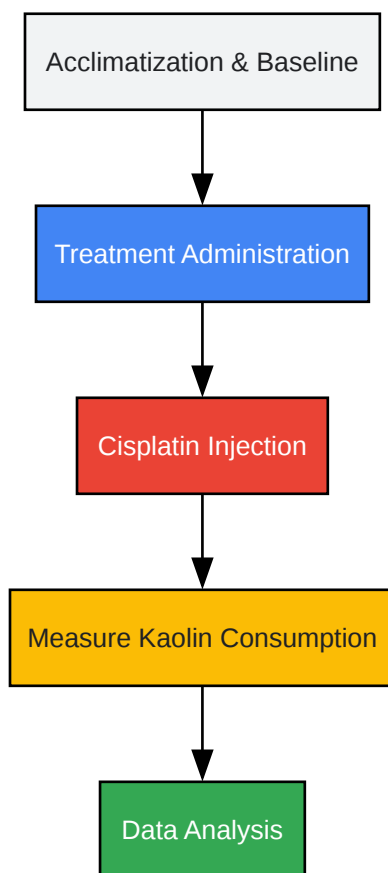 Acclimatization & Baseline
Treatment Administration
Cisplatin Injection
Measure Kaolin Consumption
Data Analysis